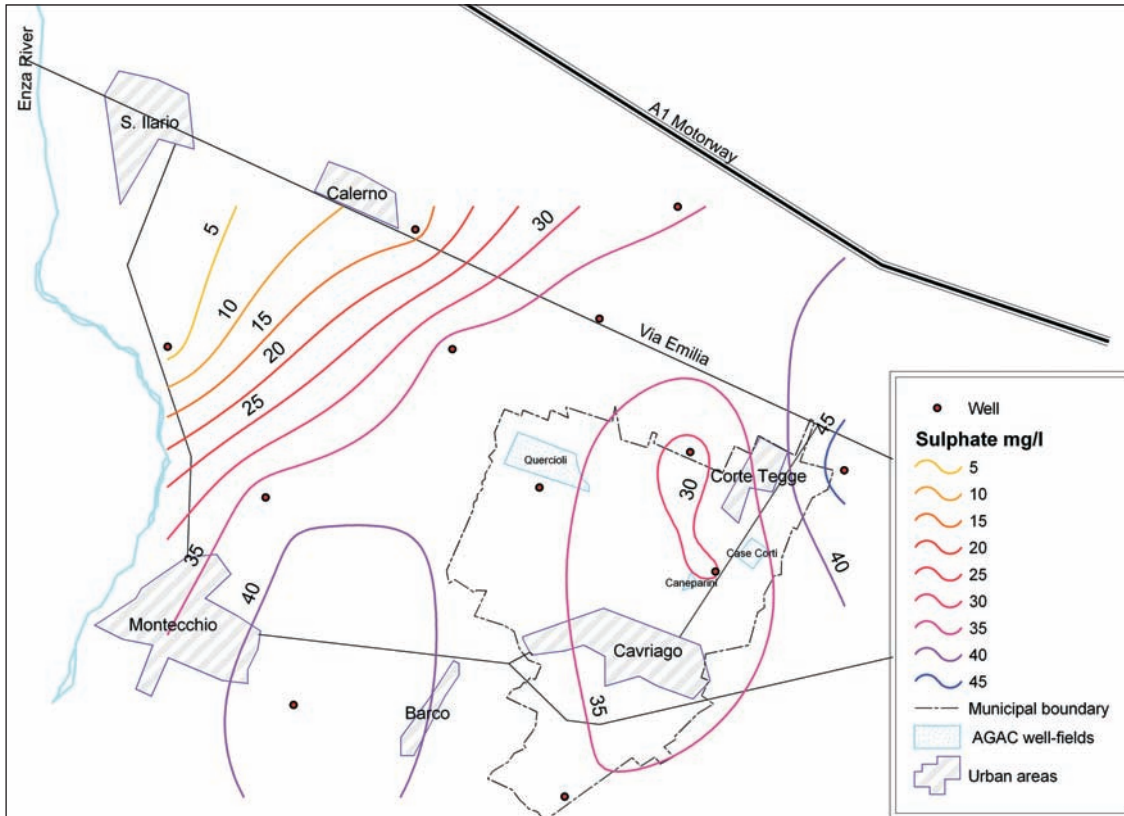 Enza River
S. Ilario
A1 Motorway
Calerno
5
30
10
15
20
Via Emilia
25
45
Quercioli
30
Corte Tegge
35
Case Corti
40
Caneparini
40
Montecchio
Cavriago
35
Barco
Well
Sulphate mg/l
5
10
15
20
25
30
35
40
45
Municipal boundary
AGAC well-fields
Urban areas